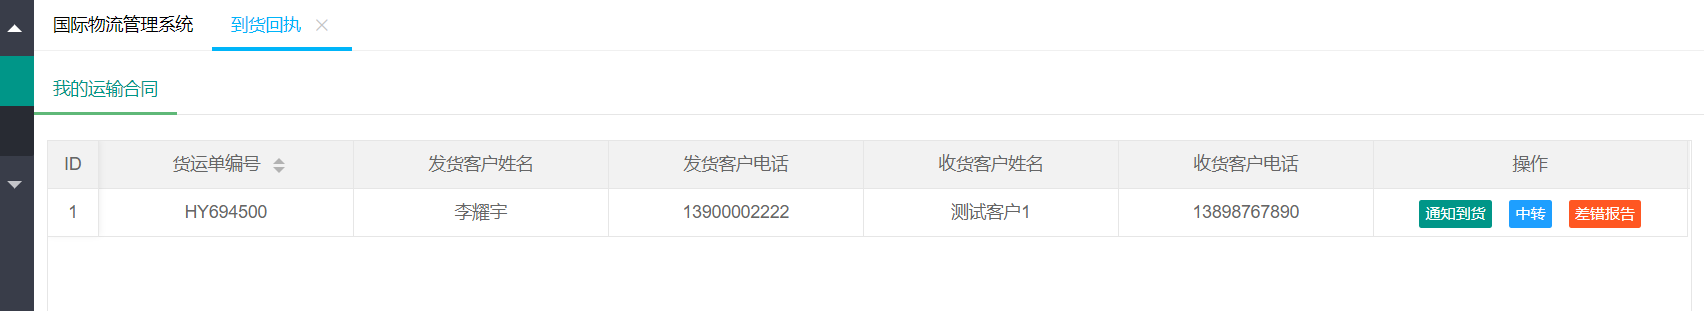 国际物流管理系统 到货回执
我的运输合同
ID 货运单编号 发货客户姓名 发货客户电话 收货客户姓名 收货客户电话 操作
1 HY694500 李耀宇 13900002222 测试客户1 13898767890 通知到货 中转 差错报告